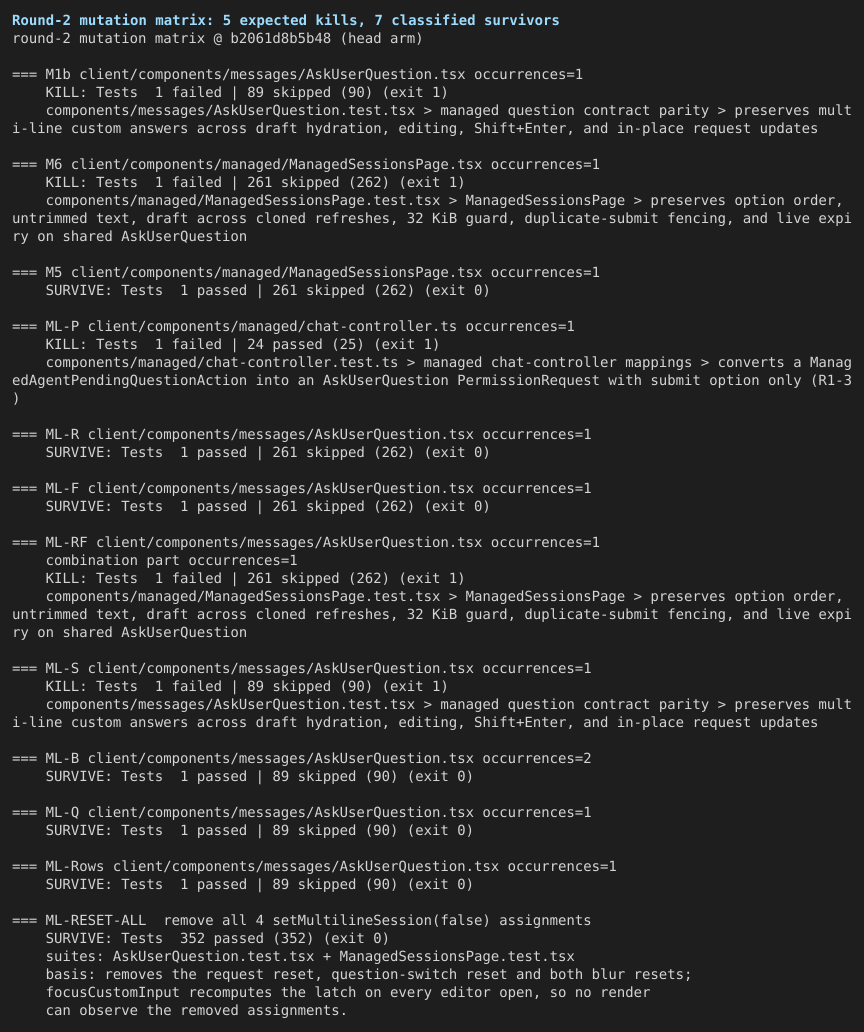 Round-2 mutation matrix: 5 expected kills, 7 classified survivors
round-2 mutation matrix @ b2061d8b5b48 (head arm)
=== M1b client/components/messages/AskUserQuestion.tsx occurrences=1
KILL: Tests  1 failed | 89 skipped (90) (exit 1)
components/messages/AskUserQuestion.test.tsx > managed question contract parity > preserves mult
i-line custom answers across draft hydration, editing, Shift+Enter, and in-place request updates
=== M6 client/components/managed/ManagedSessionsPage.tsx occurrences=1
KILL: Tests  1 failed | 261 skipped (262) (exit 1)
components/managed/ManagedSessionsPage.test.tsx > ManagedSessionsPage > preserves option order,
untrimmed text, draft across cloned refreshes, 32 KiB guard, duplicate-submit fencing, and live expi
ry on shared AskUserQuestion
=== M5 client/components/managed/ManagedSessionsPage.tsx occurrences=1
SURVIVE: Tests  1 passed | 261 skipped (262) (exit 0)
=== ML-P client/components/managed/chat-controller.ts occurrences=1
KILL: Tests  1 failed | 24 passed (25) (exit 1)
components/managed/chat-controller.test.ts > managed chat-controller mappings > converts a Manag
edAgentPendingQuestionAction into an AskUserQuestion PermissionRequest with submit option only (R1-3
)
=== ML-R client/components/messages/AskUserQuestion.tsx occurrences=1
SURVIVE: Tests  1 passed | 261 skipped (262) (exit 0)
=== ML-F client/components/messages/AskUserQuestion.tsx occurrences=1
SURVIVE: Tests  1 passed | 261 skipped (262) (exit 0)
=== ML-RF client/components/messages/AskUserQuestion.tsx occurrences=1
combination part occurrences=1
KILL: Tests  1 failed | 261 skipped (262) (exit 1)
components/managed/ManagedSessionsPage.test.tsx > ManagedSessionsPage > preserves option order,
untrimmed text, draft across cloned refreshes, 32 KiB guard, duplicate-submit fencing, and live expi
ry on shared AskUserQuestion
=== ML-S client/components/messages/AskUserQuestion.tsx occurrences=1
KILL: Tests  1 failed | 89 skipped (90) (exit 1)
components/messages/AskUserQuestion.test.tsx > managed question contract parity > preserves mult
i-line custom answers across draft hydration, editing, Shift+Enter, and in-place request updates
=== ML-B client/components/messages/AskUserQuestion.tsx occurrences=2
SURVIVE: Tests  1 passed | 89 skipped (90) (exit 0)
=== ML-Q client/components/messages/AskUserQuestion.tsx occurrences=1
SURVIVE: Tests  1 passed | 89 skipped (90) (exit 0)
=== ML-Rows client/components/messages/AskUserQuestion.tsx occurrences=1
SURVIVE: Tests  1 passed | 89 skipped (90) (exit 0)
=== ML-RESET-ALL  remove all 4 setMultilineSession(false) assignments
SURVIVE: Tests  352 passed (352) (exit 0)
suites: AskUserQuestion.test.tsx + ManagedSessionsPage.test.tsx
basis: removes the request reset, question-switch reset and both blur resets;
focusCustomInput recomputes the latch on every editor open, so no render
can observe the removed assignments.